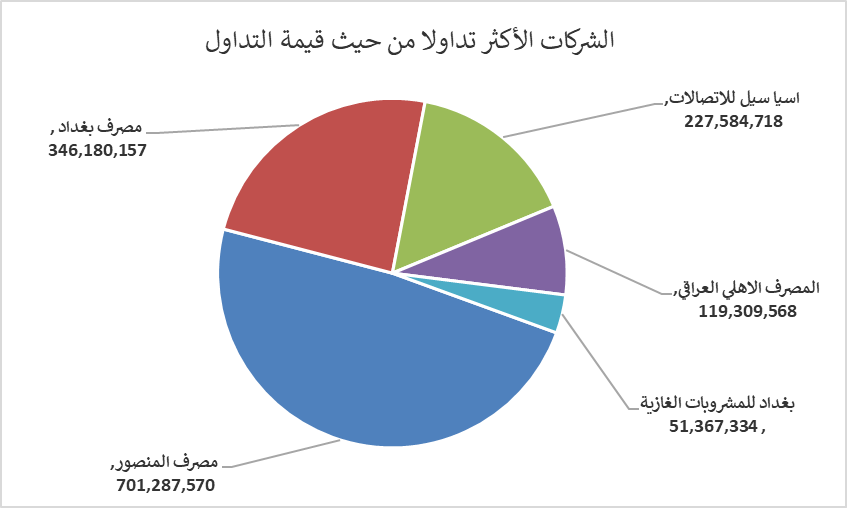 الشركات الأكثر تداولا من حيث قيمة التداول
اسيا سيل للاتصالات,
227,584,718
مصرف بغداد ,
346,180,157
المصرف الاهلي العراقي,
119,309,568
بغداد للمشروبات الغازية
51,367,334 ,
مصرف المنصور,
701,287,570